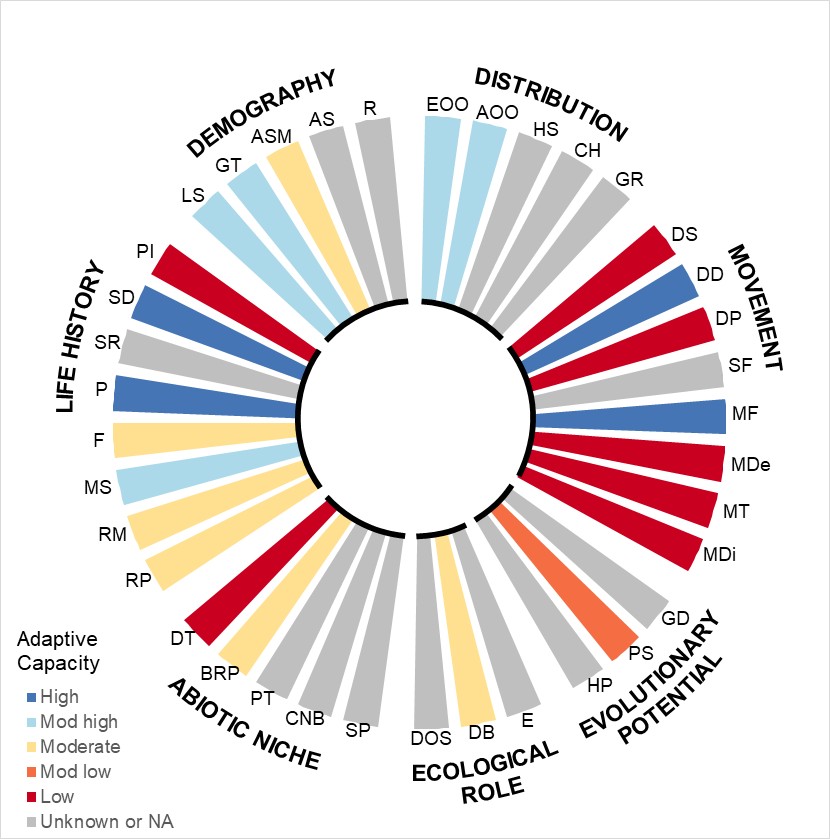 DISTRIBUTION
EOO
AOO
HS
CH
GR
MOVEMENT
DS
DD
DP
SF
MF
MDe
MT
MDi
EVOLUTIONARY
POTENTIAL
GD
PS
HP
ECOLOGICAL
ROLE
E
DB
DOS
ABIOTIC NICHE
SP
CNB
PT
BRP
DT
LIFE HISTORY
RP
RM
MS
F
P
SR
SD
PI
DEMOGRAPHY
LS
GT
ASM
AS
R
Adaptive
Capacity
High
Mod high
Moderate
Mod low
Low
Unknown or NA